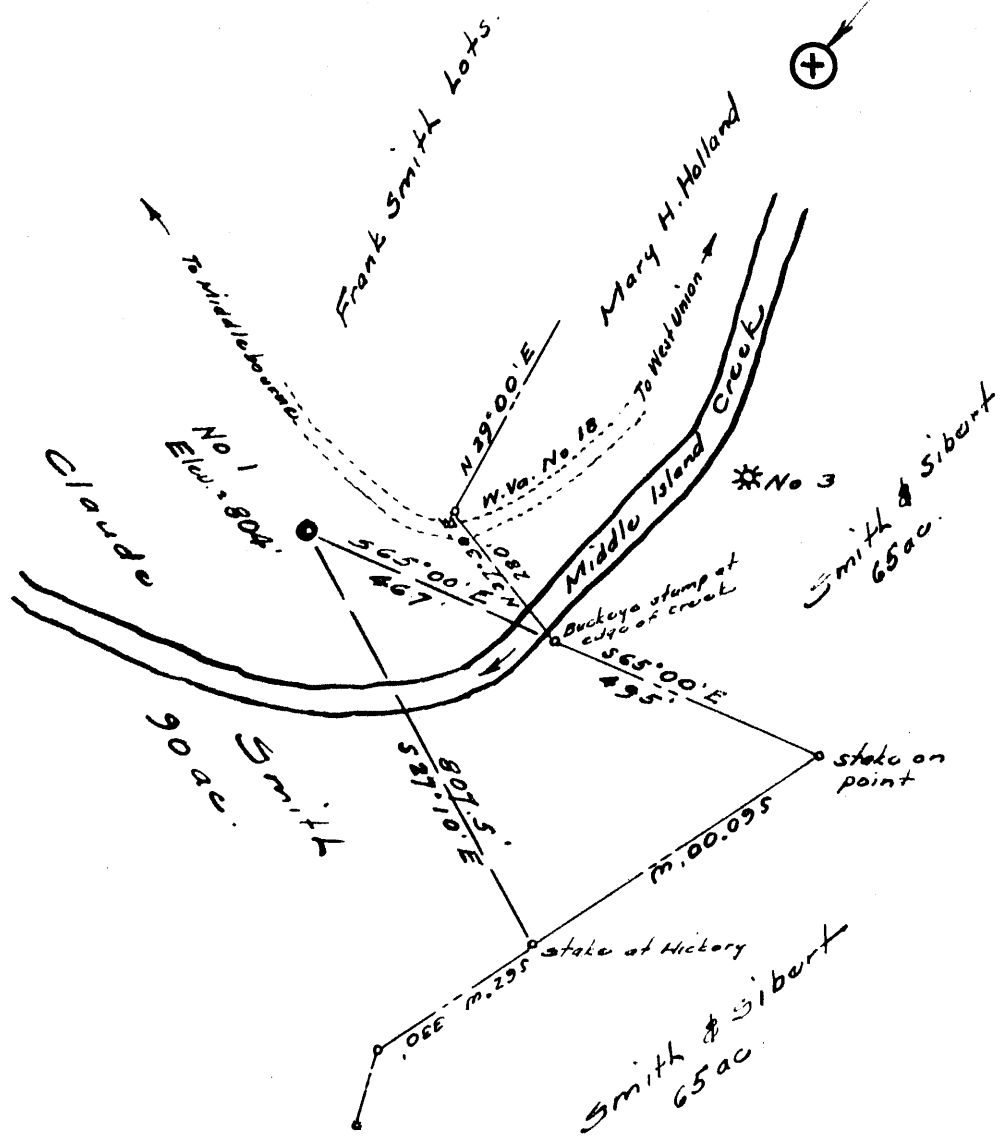 Frank Smith Lots.
Mary H. Holland
To Middlebourne
To West Union
N 29°00' E
W. Va. No 18
No 1
Elev. = 804'
Claude
Smith
90 ac.
Middle Island Creek
No 3
Smith & Sibert
65 ac.
S65°00' E
467'
280'
Buckeye stump at
edge of creek
S65°00' E
495'
stake on
point
807.5'
S27°10' E
S60°00' W
stake at Hickory
S62° W
330'
Smith & Sibert
65 ac.